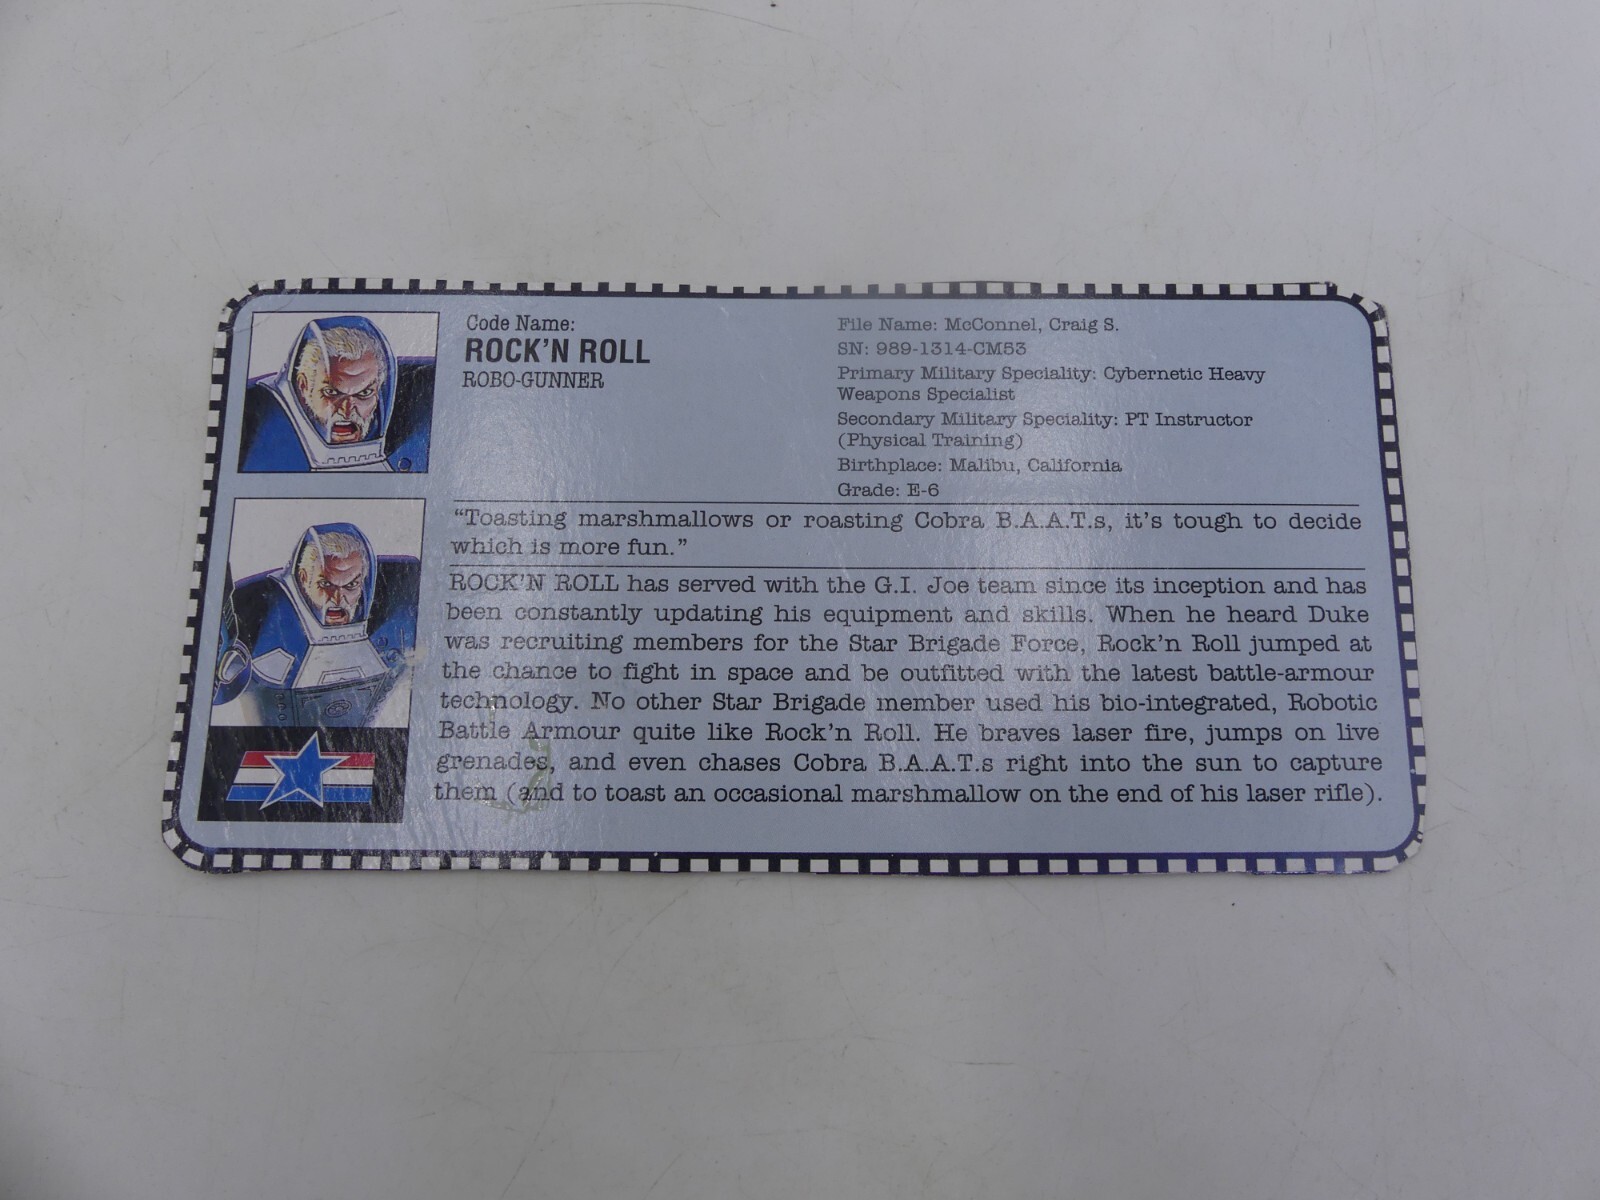 Code Name:
ROCK'N ROLL
ROBO-GUNNER
File Name: McConnel, Craig S.
SN: 989-1314-CM53
Primary Military Speciality: Cybernetic Heavy
Weapons Specialist
Secondary Military Speciality: PT Instructor
(Physical Training)
Birthplace: Malibu, California
Grade: E-6
“Toasting marshmallows or roasting Cobra B.A.A.T.s, it's tough to decide
which is more fun.”
ROCK'N ROLL has served with the G.I. Joe team since its inception and has
been constantly updating his equipment and skills. When he heard Duke
was recruiting members for the Star Brigade Force, Rock'n Roll jumped at
the chance to fight in space and be outfitted with the latest battle-armour
technology. No other Star Brigade member used his bio-integrated, Robotic
Battle Armour quite like Rock'n Roll. He braves laser fire, jumps on live
grenades, and even chases Cobra B.A.A.T.s right into the sun to capture
them (and to toast an occasional marshmallow on the end of his laser rifle).